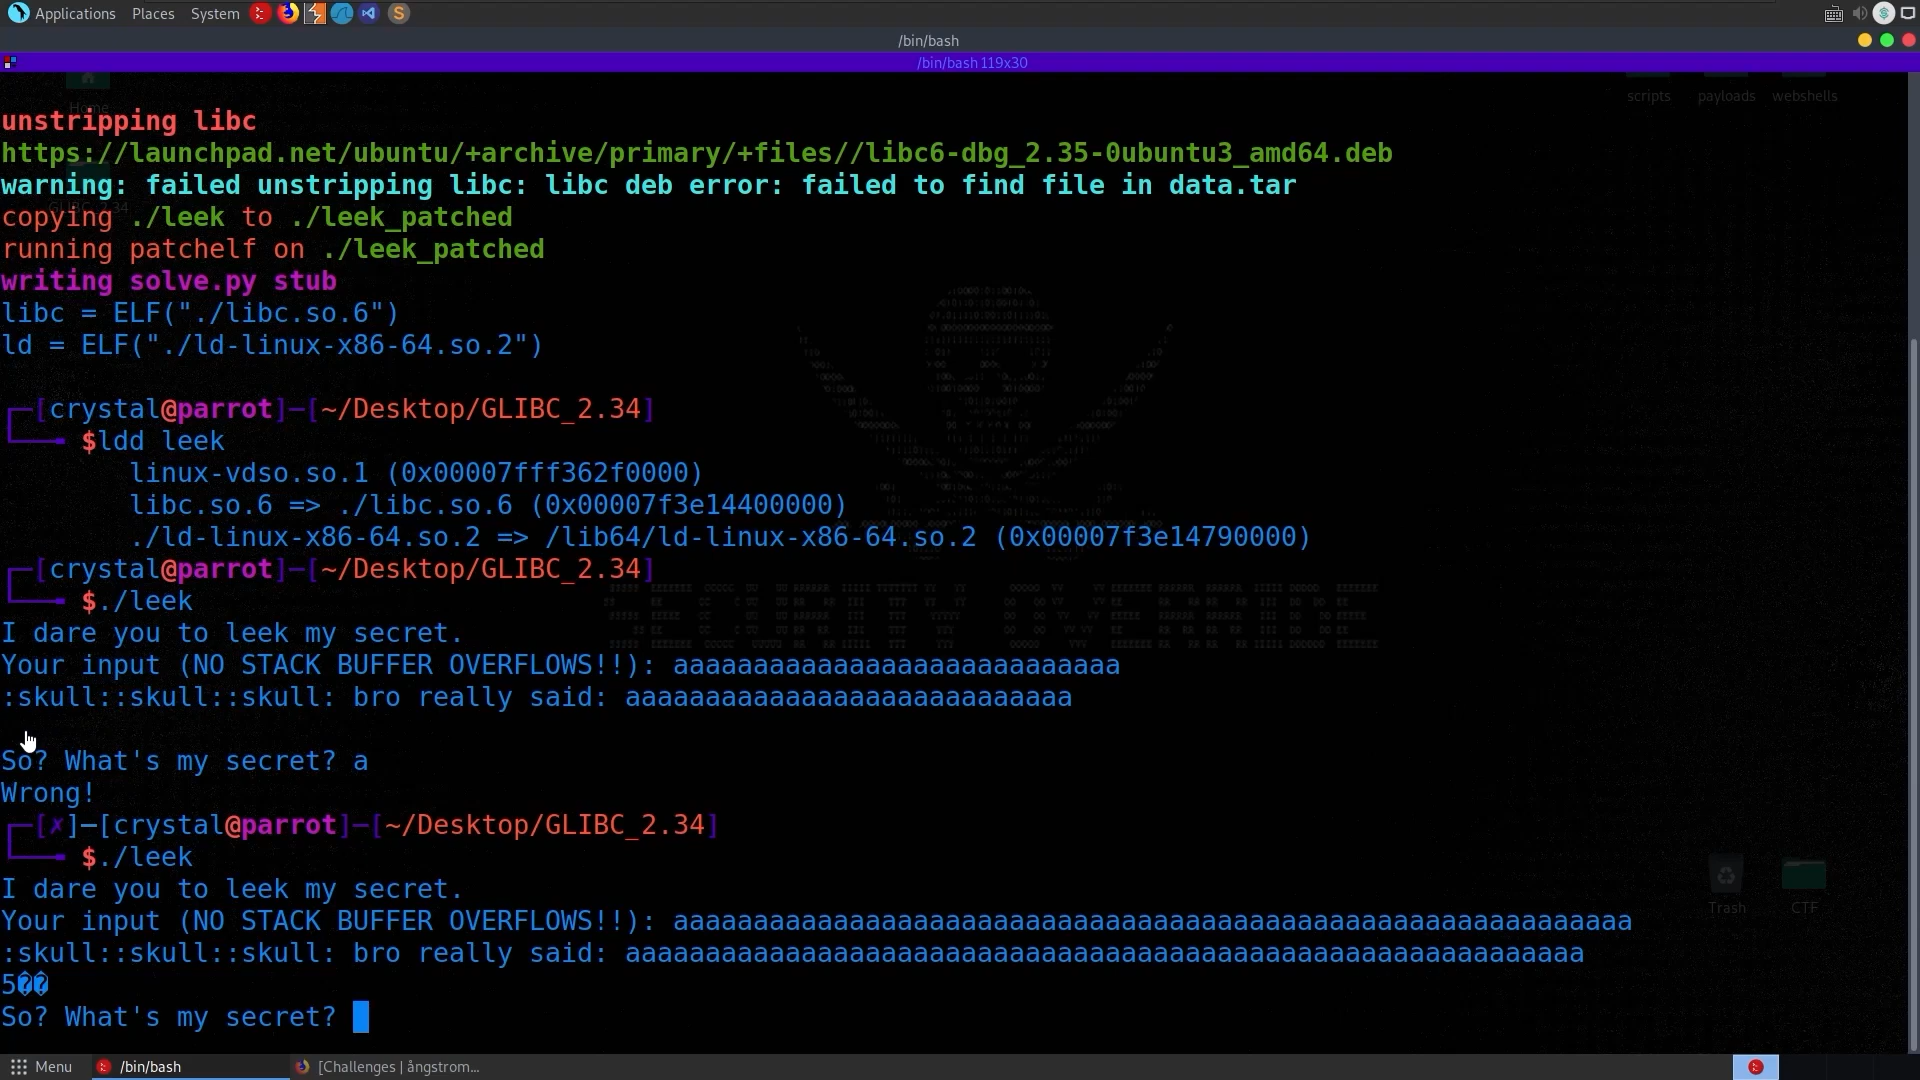 Applications Places System
/bin/bash
/bin/bash 119x30
Home
scripts payloads webshells
unstripping libc
https://launchpad.net/ubuntu/+archive/primary/+files//libc6-dbg_2.35-0ubuntu3_amd64.deb
warning: failed unstripping libc: libc deb error: failed to find file in data.tar
GLIBC_2.34
copying ./leek to ./leek_patched
running patchelf on ./leek_patched
writing solve.py stub
libc = ELF("./libc.so.6")
ld = ELF("./ld-linux-x86-64.so.2")
┌─[crystal@parrot]─[~/Desktop/GLIBC_2.34]
└──╼ $ldd leek
linux-vdso.so.1 (0x00007fff362f0000)
libc.so.6 => ./libc.so.6 (0x00007f3e14400000)
./ld-linux-x86-64.so.2 => /lib64/ld-linux-x86-64.so.2 (0x00007f3e14790000)
┌─[crystal@parrot]─[~/Desktop/GLIBC_2.34]
└──╼ $./leek
I dare you to leek my secret.
Your input (NO STACK BUFFER OVERFLOWS!!): aaaaaaaaaaaaaaaaaaaaaaaaaaaa
:skull::skull::skull: bro really said: aaaaaaaaaaaaaaaaaaaaaaaaaaaa
So? What's my secret? a
Wrong!
┌─[✗]─[crystal@parrot]─[~/Desktop/GLIBC_2.34]
└──╼ $./leek
I dare you to leek my secret.
Your input (NO STACK BUFFER OVERFLOWS!!): aaaaaaaaaaaaaaaaaaaaaaaaaaaaaaaaaaaaaaaaaaaaaaaaaaaaaaaaaaaa
:skull::skull::skull: bro really said: aaaaaaaaaaaaaaaaaaaaaaaaaaaaaaaaaaaaaaaaaaaaaaaaaaaaaaaaaaaa
5��
So? What's my secret?
Trash CTF
Menu /bin/bash [Challenges | ångstrom...